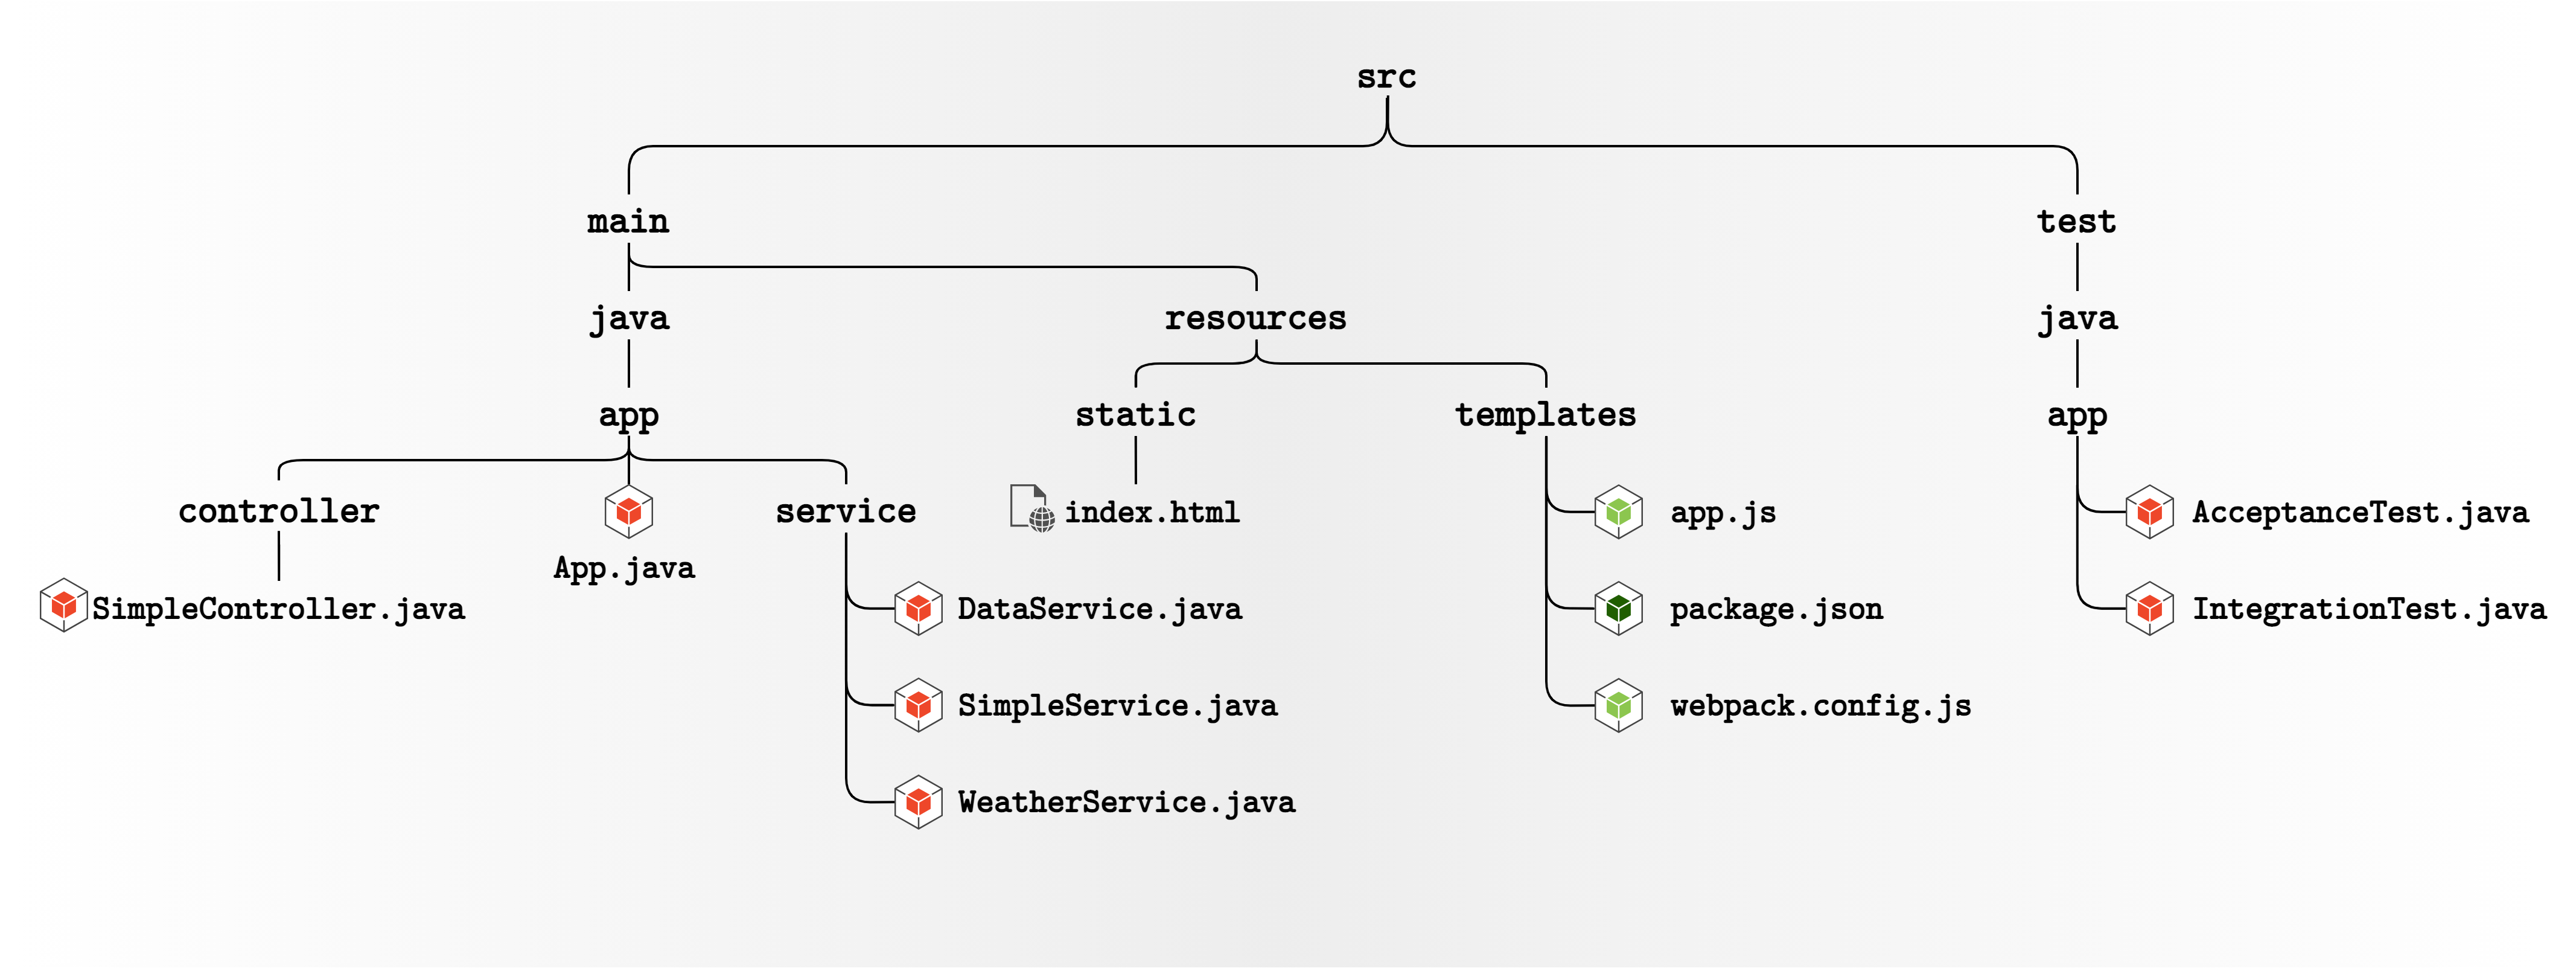 src
main
test
java
resources
java
app
static
templates
app
controller
App.java
service
index.html
app.js
AcceptanceTest.java
SimpleController.java
DataService.java
package.json
IntegrationTest.java
SimpleService.java
webpack.config.js
WeatherService.java